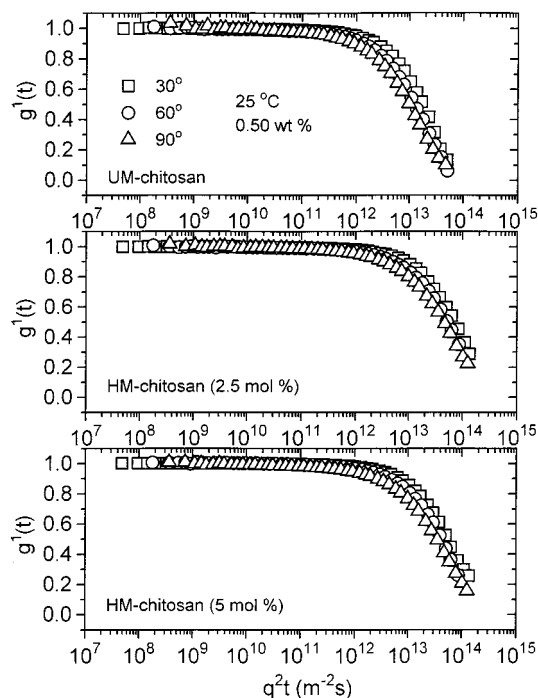 g¹(t)
1.0
0.8
0.6
0.4
0.2
0.0
30° 25 °C
60° 0.50 wt %
90°
UM-chitosan
10⁷ 10⁸ 10⁹ 10¹⁰ 10¹¹ 10¹² 10¹³ 10¹⁴ 10¹⁵
g¹(t)
1.0
0.8
0.6
0.4
0.2
0.0
HM-chitosan (2.5 mol %)
10⁷ 10⁸ 10⁹ 10¹⁰ 10¹¹ 10¹² 10¹³ 10¹⁴ 10¹⁵
g¹(t)
1.0
0.8
0.6
0.4
0.2
0.0
HM-chitosan (5 mol %)
10⁷ 10⁸ 10⁹ 10¹⁰ 10¹¹ 10¹² 10¹³ 10¹⁴ 10¹⁵
q²t (m⁻²s)